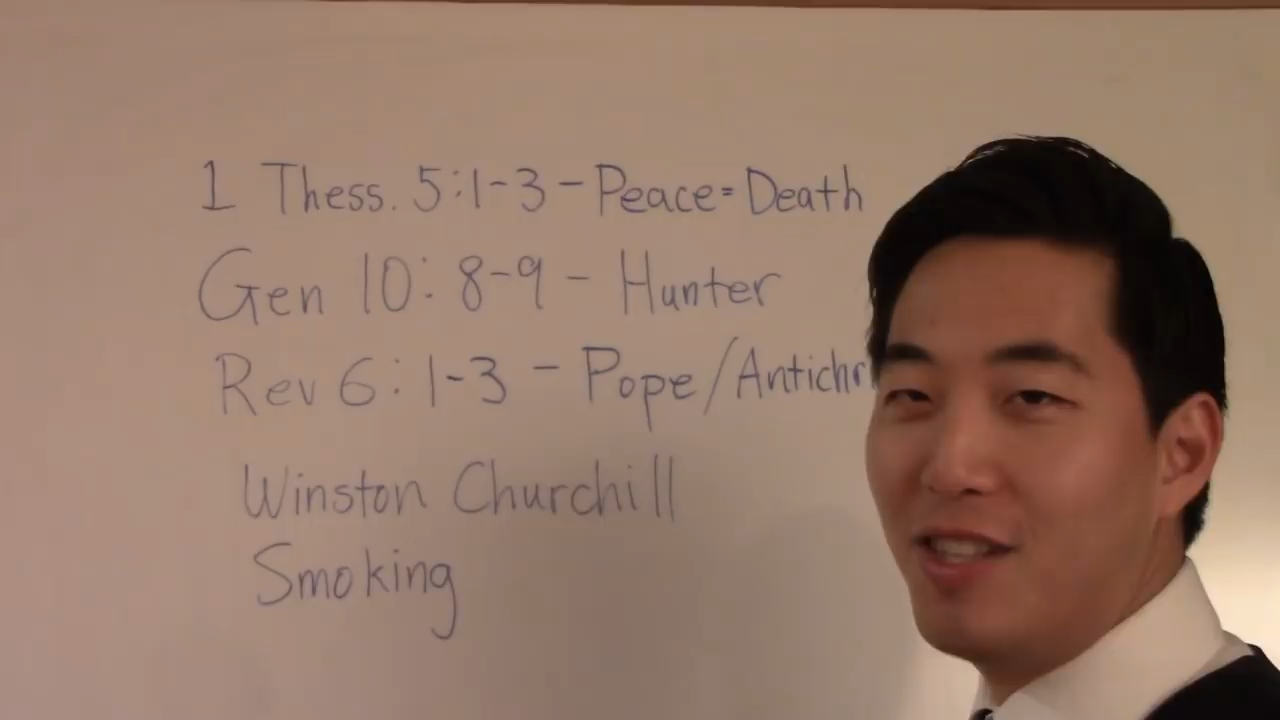 1 Thess. 5:1-3 - Peace=Death
Gen 10:8-9 - Hunter
Rev 6:1-3 - Pope/Antichr
Winston Churchill
Smoking